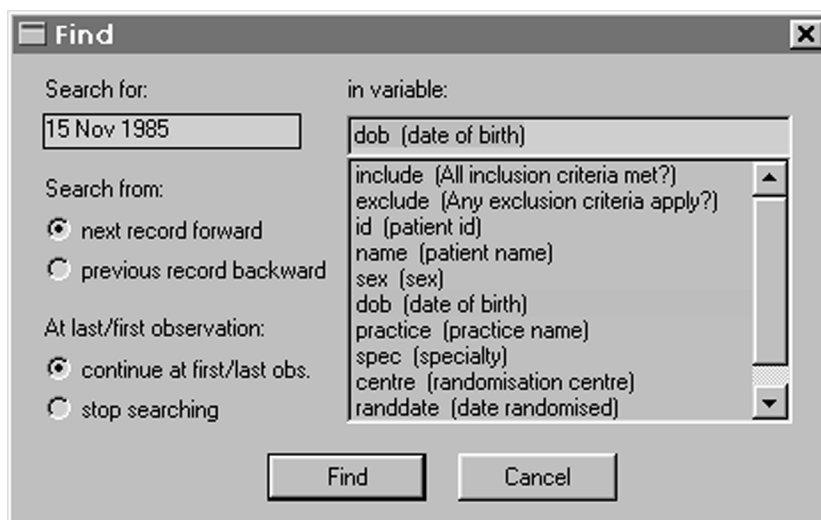 Find
Search for:
15 Nov 1985
Search from:
next record forward
previous record backward
At last/first observation:
continue at first/last obs.
stop searching
in variable:
dob (date of birth)
include (All inclusion criteria met?)
exclude (Any exclusion criteria apply?)
id (patient id)
name (patient name)
sex (sex)
dob (date of birth)
practice (practice name)
spec (specialty)
centre (randomisation centre)
randdate (date randomised)
Find
Cancel